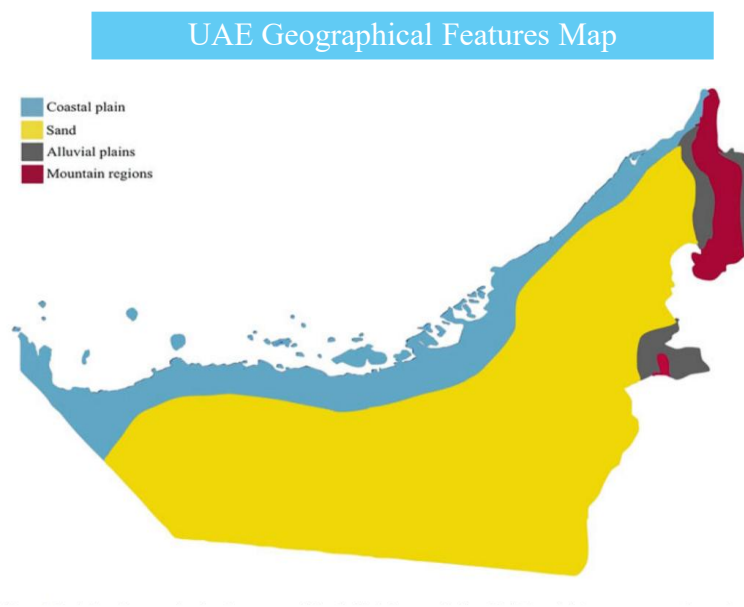 UAE Geographical Features Map
Coastal plain
Sand
Alluvial plains
Mountain regions